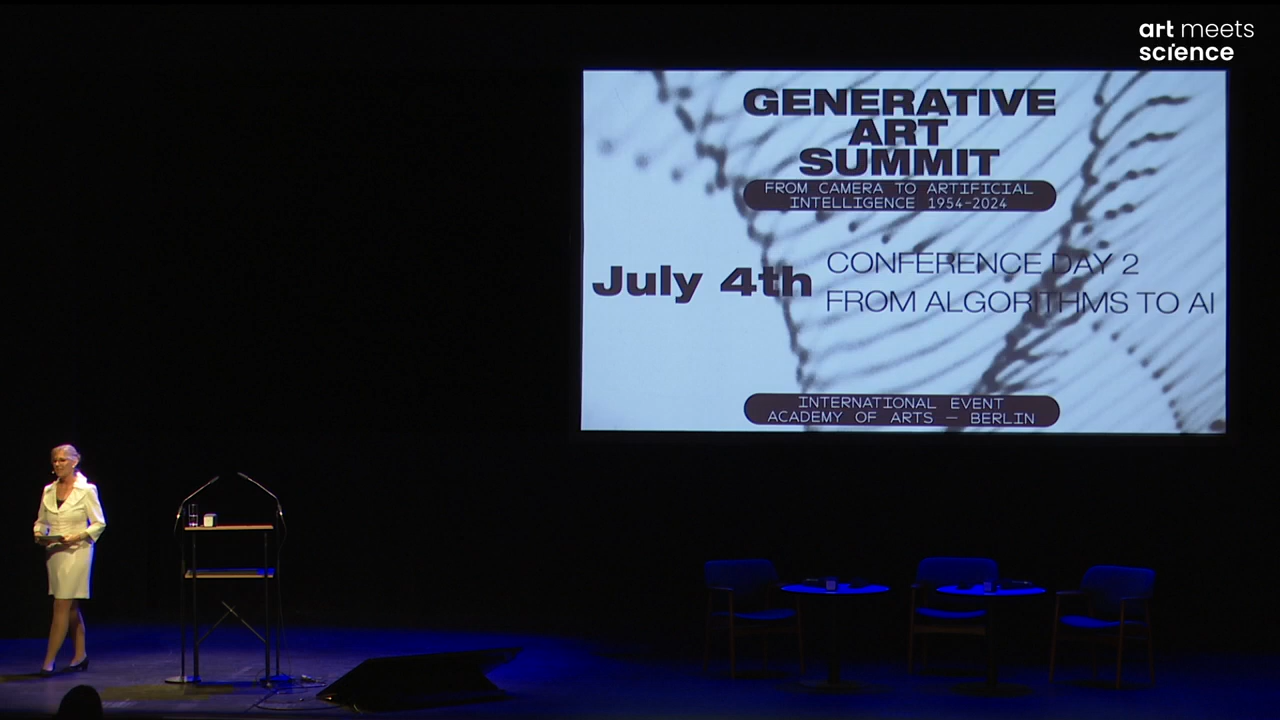 art meets
science
GENERATIVE
ART
SUMMIT
FROM CAMERA TO ARTIFICIAL
INTELLIGENCE 1954-2024
July 4th
CONFERENCE DAY 2
FROM ALGORITHMS TO AI
INTERNATIONAL EVENT
ACADEMY OF ARTS — BERLIN